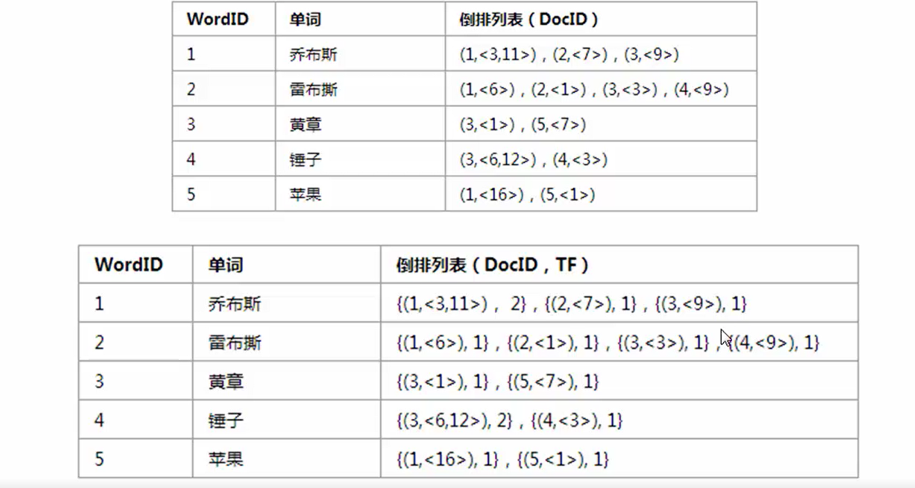 WordID 单词 倒排列表（DocID）
1 乔布斯 (1,<3,11>) , (2,<7>) , (3,<9>)
2 雷布撕 (1,<6>) , (2,<1>) , (3,<3>) , (4,<9>)
3 黄章 (3,<1>) , (5,<7>)
4 锤子 (3,<6,12>) , (4,<3>)
5 苹果 (1,<16>) , (5,<1>)
WordID 单词 倒排列表（DocID，TF）
1 乔布斯 {(1,<3,11>) , 2} , {(2,<7>), 1} , {(3,<9>), 1}
2 雷布撕 {(1,<6>), 1} , {(2,<1>), 1} , {(3,<3>), 1} , {(4,<9>), 1}
3 黄章 {(3,<1>), 1} , {(5,<7>), 1}
4 锤子 {(3,<6,12>), 2} , {(4,<3>), 1}
5 苹果 {(1,<16>), 1} , {(5,<1>), 1}